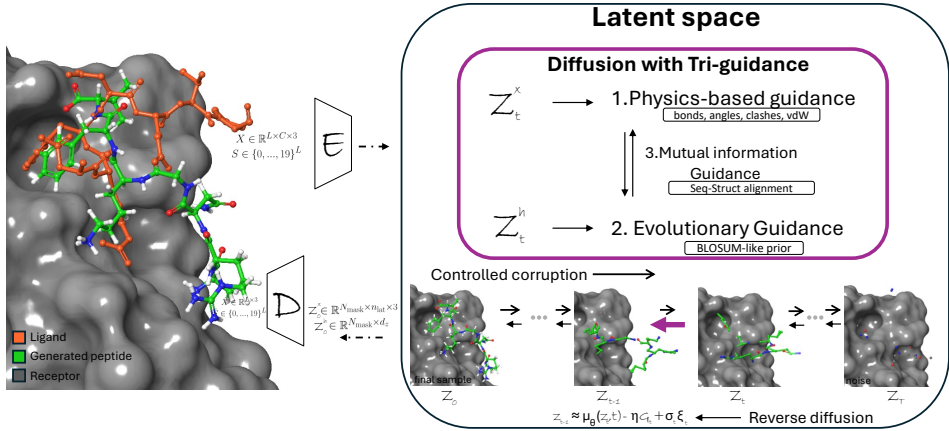 Latent space
Diffusion with Tri-guidance
Z_t^x
1.Physics-based guidance
bonds, angles, clashes, vdW
3.Mutual information
Guidance
Seq-Struct alignment
Z_t^h
2. Evolutionary Guidance
BLOSUM-like prior
X ∈ ℝ^{L×C×3}
S ∈ {0, ..., 19}^L
E
D
∈ {0, ..., 19}^L
Z_0^x ∈ ℝ^{N_mask×n_lat×3}
Z_0^h ∈ ℝ^{N_mask×d_z}
Ligand
Generated peptide
Receptor
Controlled corruption
final sample
noise
Z_0
Z_{t-1}
Z_t
Z_T
Z_{t-1} ≈ μ_θ(z_t,t) - ηG_t + σ_t ξ_t
Reverse diffusion